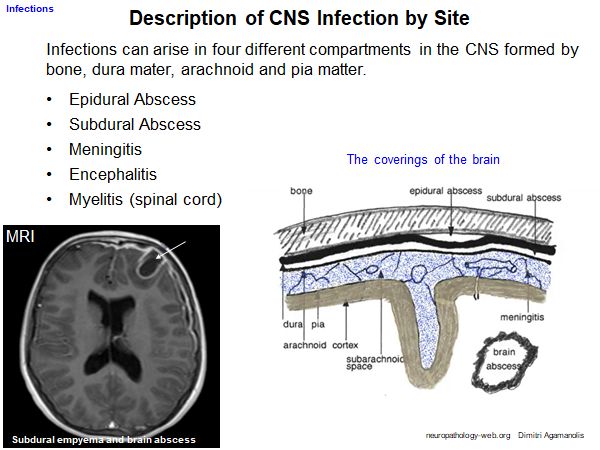 Infections
Description of CNS Infection by Site
Infections can arise in four different compartments in the CNS formed by
bone, dura mater, arachnoid and pia matter.
• Epidural Abscess
• Subdural Abscess
• Meningitis
• Encephalitis
• Myelitis (spinal cord)
The coverings of the brain
bone
epidural abscess
subdural abscess
dura
pia
arachnoid
cortex
subarachnoid
space
meningitis
brain
abscess
MRI
Subdural empyema and brain abscess
neuropathology-web.org Dimitri Agamanolis